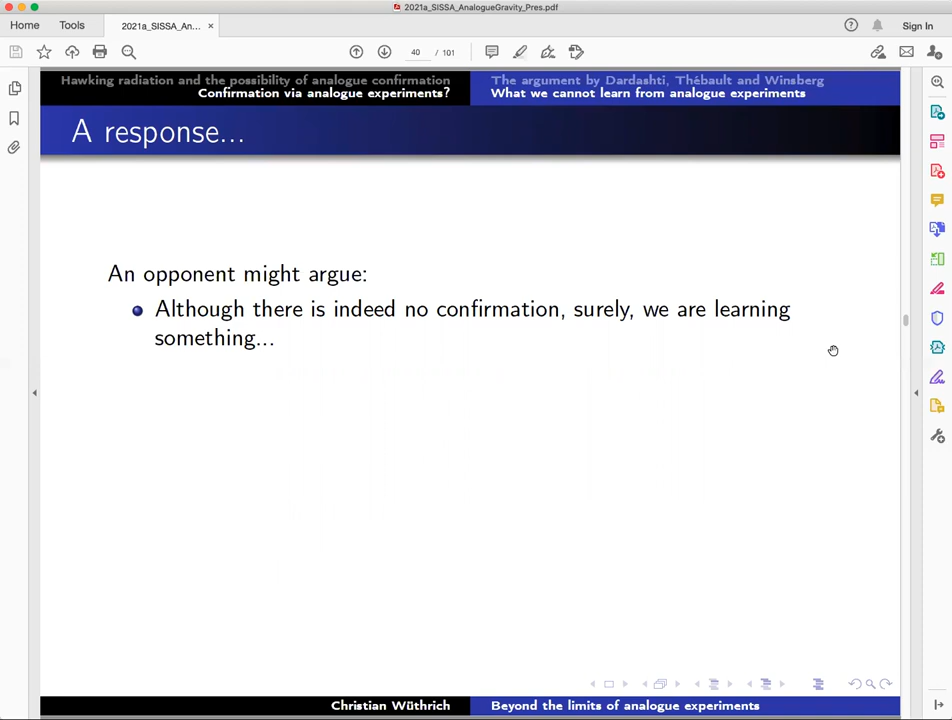 2021a_SISSA_AnalogueGravity_Pres.pdf
Home Tools 2021a_SISSA_An... × Sign In
40 / 101
Hawking radiation and the possibility of analogue confirmation
Confirmation via analogue experiments?
The argument by Dardashti, Thébault and Winsberg
What we cannot learn from analogue experiments
A response...
An opponent might argue:
Although there is indeed no confirmation, surely, we are learning
something...
Christian Wüthrich Beyond the limits of analogue experiments